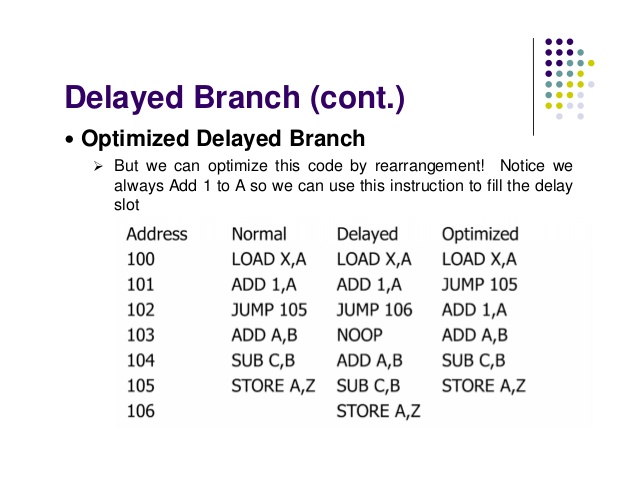 Delayed Branch (cont.)
• Optimized Delayed Branch
➢ But we can optimize this code by rearrangement! Notice we
always Add 1 to A so we can use this instruction to fill the delay
slot
Address Normal Delayed Optimized
100 LOAD X,A LOAD X,A LOAD X,A
101 ADD 1,A ADD 1,A JUMP 105
102 JUMP 105 JUMP 106 ADD 1,A
103 ADD A,B NOOP ADD A,B
104 SUB C,B ADD A,B SUB C,B
105 STORE A,Z SUB C,B STORE A,Z
106 STORE A,Z